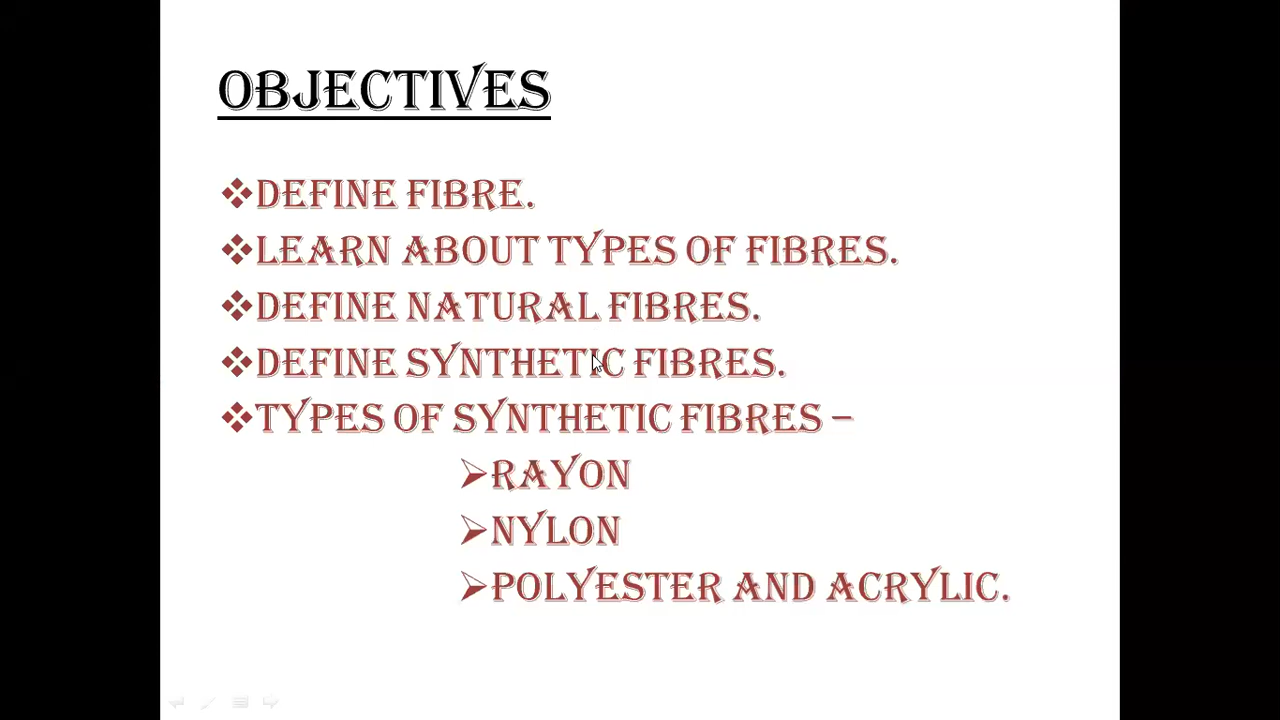 OBJECTIVES
❖DEFINE FIBRE.
❖LEARN ABOUT TYPES OF FIBRES.
❖DEFINE NATURAL FIBRES.
❖DEFINE SYNTHETIC FIBRES.
❖TYPES OF SYNTHETIC FIBRES –
➢RAYON
➢NYLON
➢POLYESTER AND ACRYLIC.